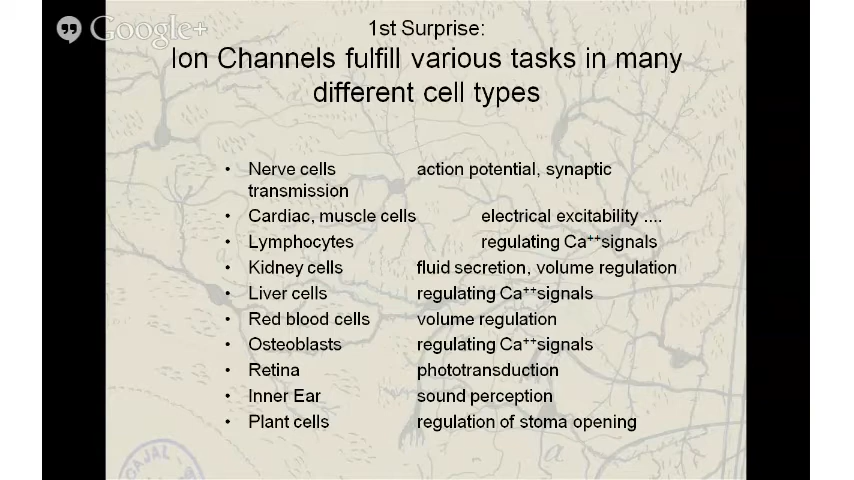 Google+
1st Surprise:
Ion Channels fulfill various tasks in many
different cell types
• Nerve cells action potential, synaptic
transmission
• Cardiac, muscle cells electrical excitability ....
• Lymphocytes regulating Ca++signals
• Kidney cells fluid secretion, volume regulation
• Liver cells regulating Ca++signals
• Red blood cells volume regulation
• Osteoblasts regulating Ca++signals
• Retina phototransduction
• Inner Ear sound perception
• Plant cells regulation of stoma opening
CAJAL
a